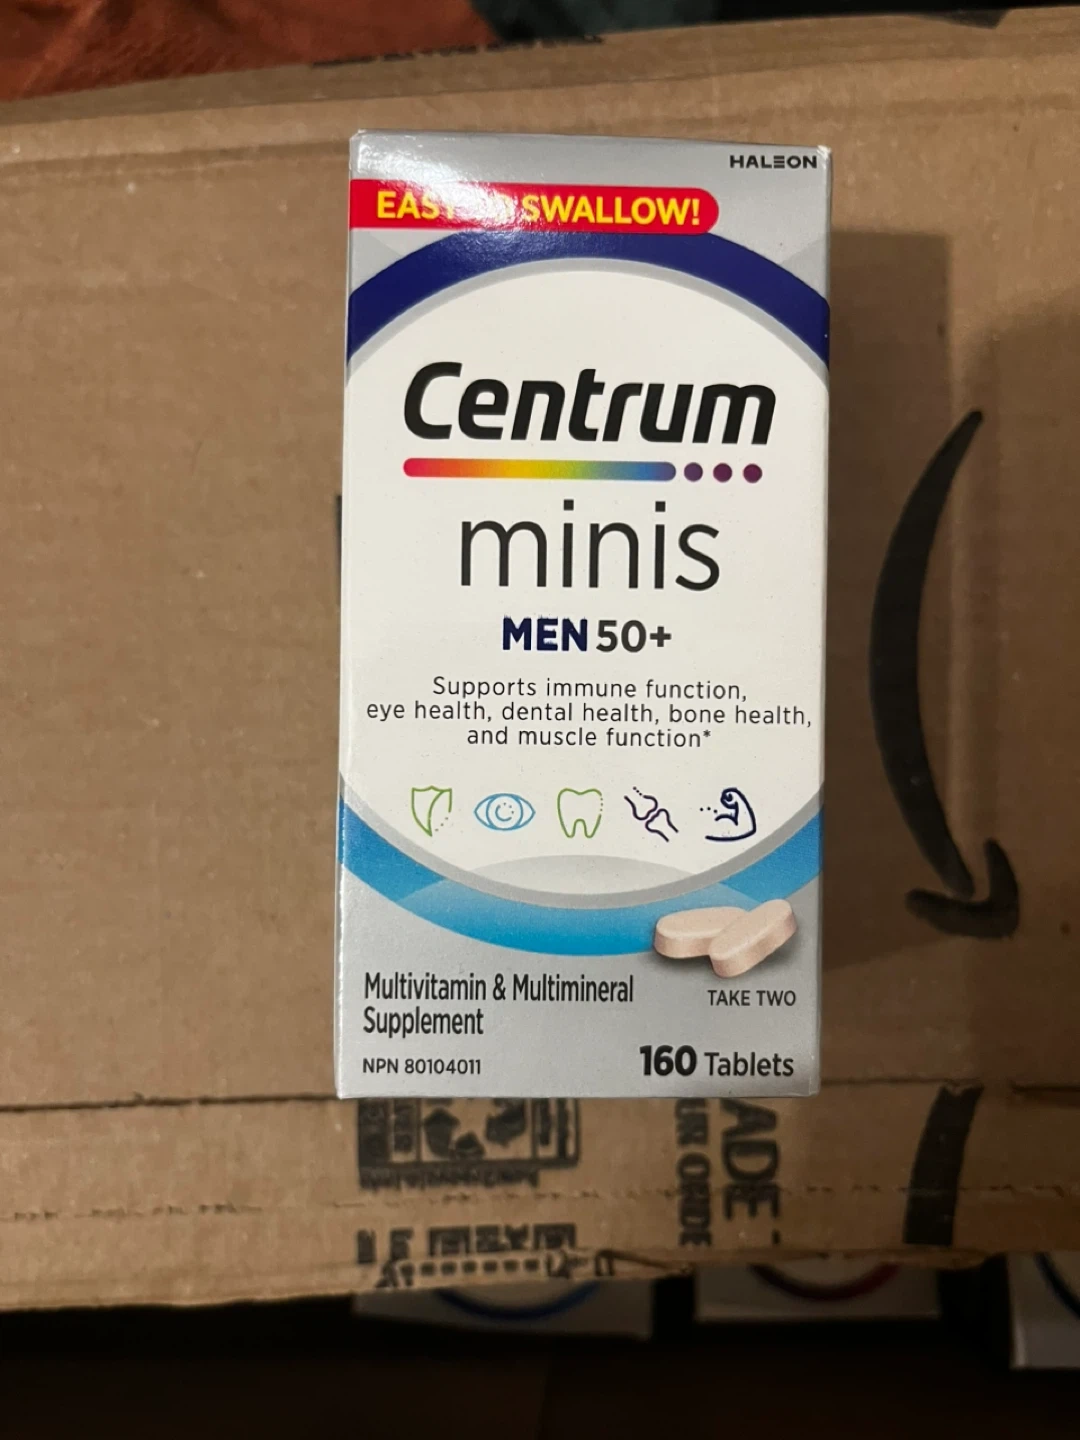 HALEON
EASY TO SWALLOW!
Centrum
minis
MEN 50+
Supports immune function,
eye health, dental health, bone health,
and muscle function*
Multivitamin & Multimineral
Supplement
TAKE TWO
NPN 80104011
160 Tablets